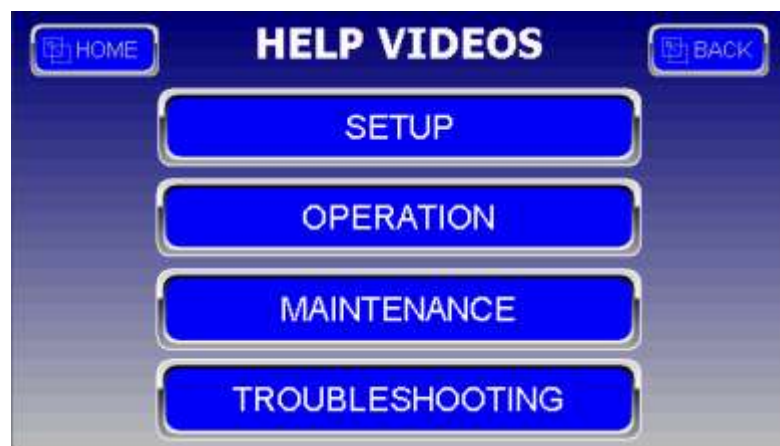 HOME
HELP VIDEOS
BACK
SETUP
OPERATION
MAINTENANCE
TROUBLESHOOTING